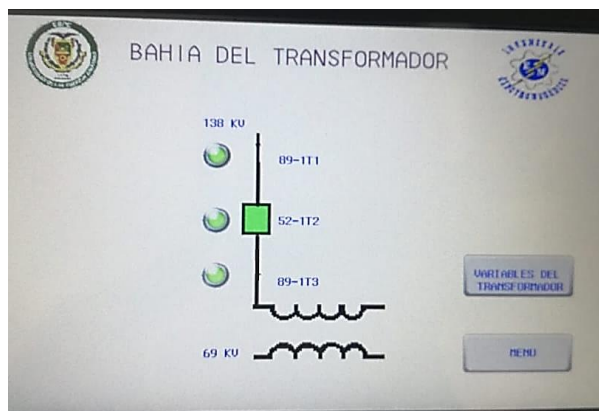 BAHIA DEL TRANSFORMADOR
138 KV
89-1T1
52-1T2
89-1T3
VARIABLES DEL
TRANSFORMADOR
69 KV
MENU